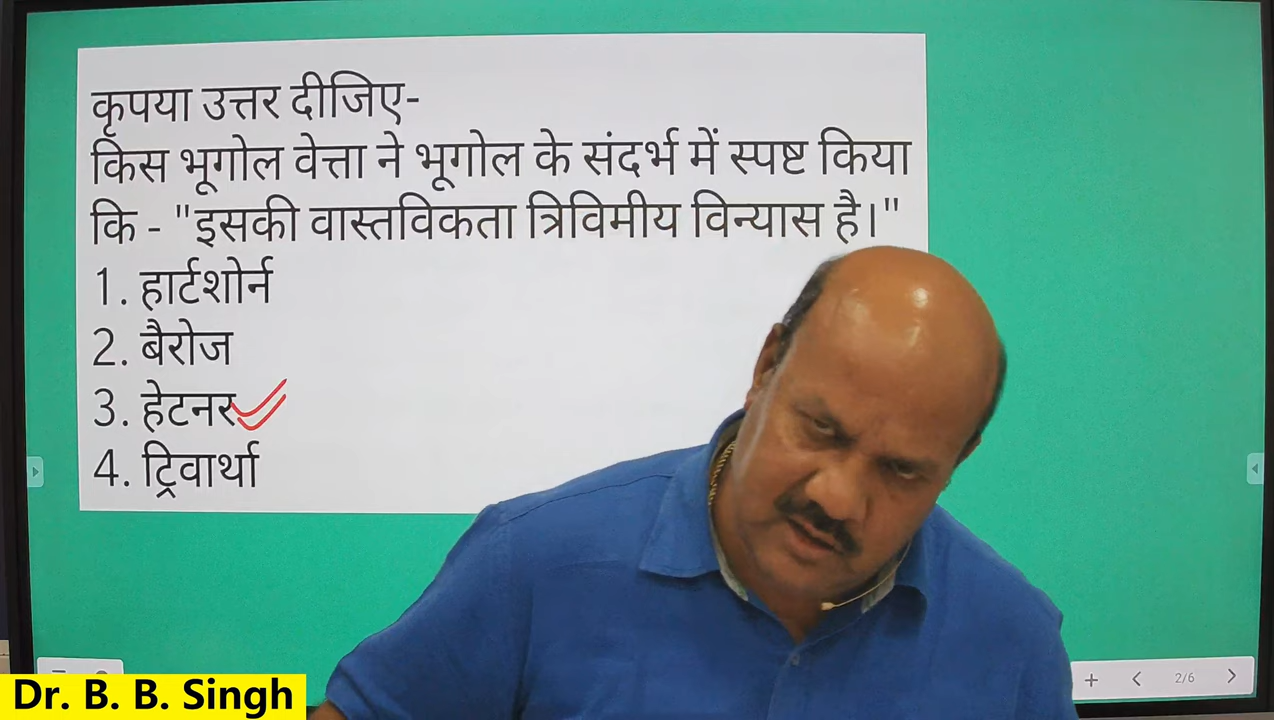 कृपया उत्तर दीजिए-
किस भूगोल वेत्ता ने भूगोल के संदर्भ में स्पष्ट किया
कि - "इसकी वास्तविकता त्रिविमीय विन्यास है।"
1. हार्टशोर्न
2. बैरोज
3. हेटनर
4. ट्रिवार्था
2/6
Dr. B. B. Singh